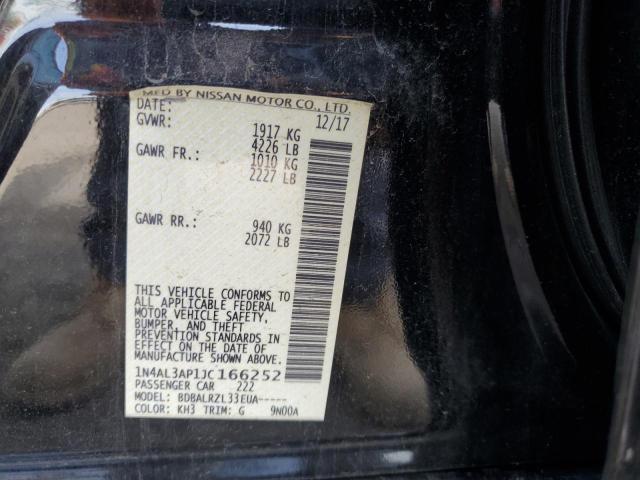 MFD BY NISSAN MOTOR CO., LTD.
DATE: 12/17
GVWR: 1917 KG
4226 LB
GAWR FR.: 1010 KG
2227 LB
GAWR RR.: 940 KG
2072 LB
THIS VEHICLE CONFORMS TO
ALL APPLICABLE FEDERAL
MOTOR VEHICLE SAFETY,
BUMPER, AND THEFT
PREVENTION STANDARDS IN
EFFECT ON THE DATE OF
MANUFACTURE SHOWN ABOVE.
1N4AL3AP1JC166252
PASSENGER CAR 222
MODEL: BDBALRZL33EUA-----
COLOR: KH3 TRIM: G 9N00A